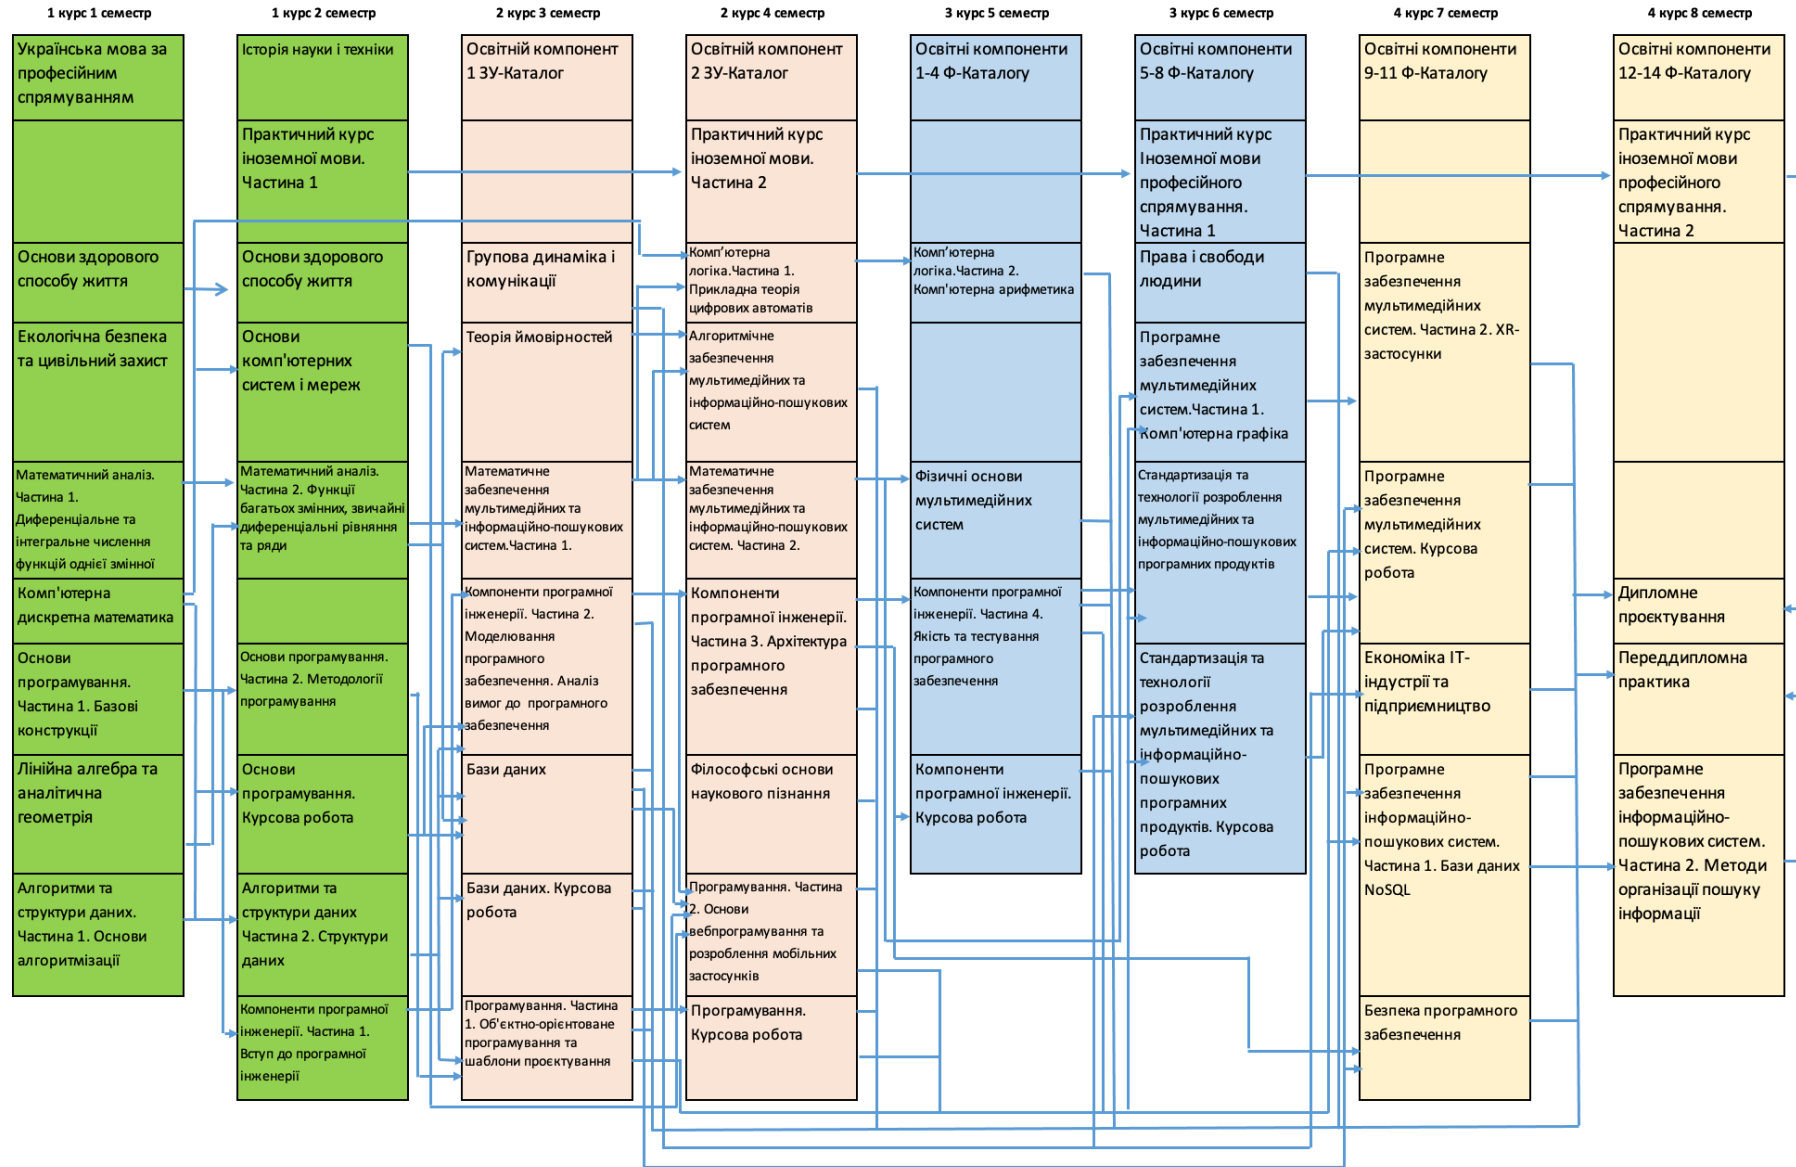 1 курс 1 семестр
1 курс 2 семестр
2 курс 3 семестр
2 курс 4 семестр
3 курс 5 семестр
3 курс 6 семестр
4 курс 7 семестр
4 курс 8 семестр
Українська мова за
професійним
спрямуванням
Основи здорового
способу життя
Екологічна безпека
та цивільний захист
Математичний аналіз.
Частина 1.
Диференціальне та
інтегральне числення
функцій однієї змінної
Комп'ютерна
дискретна математика
Основи
програмування.
Частина 1. Базові
конструкції
Лінійна алгебра та
аналітична
геометрія
Алгоритми та
структури даних.
Частина 1. Основи
алгоритмізації
Історія науки і техніки
Практичний курс
іноземної мови.
Частина 1
Основи здорового
способу життя
Основи
комп'ютерних
систем і мереж
Математичний аналіз.
Частина 2. Функції
багатьох змінних, звичайні
диференціальні рівняння
та ряди
Основи програмування.
Частина 2. Методології
програмування
Основи
програмування.
Курсова робота
Алгоритми та
структури даних
Частина 2. Структури
даних
Компоненти програмної
інженерії. Частина 1.
Вступ до програмної
інженерії
Освітній компонент
1 ЗУ-Каталог
Групова динаміка і
комунікації
Теорія ймовірностей
Математичне
забезпечення
мультимедійних та
інформаційно-пошукових
систем.Частина 1.
Компоненти програмної
інженерії. Частина 2.
Моделювання
програмного
забезпечення. Аналіз
вимог до програмного
забезпечення
Бази даних
Бази даних. Курсова
робота
Програмування. Частина
1. Об'єктно-орієнтоване
програмування та
шаблони проєктування
Освітній компонент
2 ЗУ-Каталог
Практичний курс
іноземної мови.
Частина 2
Комп'ютерна
логіка.Частина 1.
Прикладна теорія
цифрових автоматів
Алгоритмічне
забезпечення
мультимедійних та
інформаційно-пошукових
систем
Математичне
забезпечення
мультимедійних та
інформаційно-пошукових
систем. Частина 2.
Компоненти
програмної інженерії.
Частина 3. Архітектура
програмного
забезпечення
Філософські основи
наукового пізнання
Програмування. Частина
2. Основи
вебпрограмування та
розроблення мобільних
застосунків
Програмування.
Курсова робота
Освітні компоненти
1-4 Ф-Каталогу
Комп'ютерна
логіка.Частина 2.
Комп'ютерна арифметика
Фізичні основи
мультимедійних
систем
Компоненти програмної
інженерії. Частина 4.
Якість та тестування
програмного
забезпечення
Компоненти
програмної інженерії.
Курсова робота
Освітні компоненти
5-8 Ф-Каталогу
Практичний курс
Іноземної мови
професійного
спрямування.
Частина 1
Права і свободи
людини
Програмне
забезпечення
мультимедійних
систем.Частина 1.
Комп'ютерна графіка
Стандартизація та
технології розроблення
мультимедійних та
інформаційно-пошукових
програмних продуктів
Стандартизація та
технології
розроблення
мультимедійних та
інформаційно-
пошукових
програмних
продуктів. Курсова
робота
Освітні компоненти
9-11 Ф-Каталогу
Програмне
забезпечення
мультимедійних
систем. Частина 2. XR-
застосунки
Програмне
забезпечення
мультимедійних
систем. Курсова
робота
Економіка ІТ-
індустрії та
підприємництво
Програмне
забезпечення
інформаційно-
пошукових систем.
Частина 1. Бази даних
NoSQL
Безпека програмного
забезпечення
Освітні компоненти
12-14 Ф-Каталогу
Практичний курс
іноземної мови
професійного
спрямування.
Частина 2
Дипломне
проєктування
Переддипломна
практика
Програмне
забезпечення
інформаційно-
пошукових систем.
Частина 2. Методи
організації пошуку
інформації